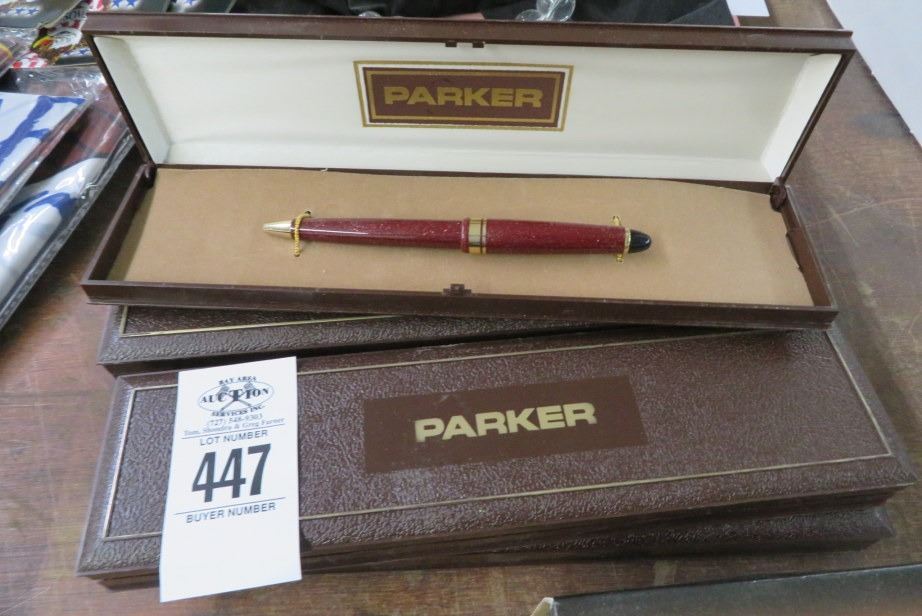 PARKER
PARKER
BAY AREA
AUCTION
SERVICES INC.
(727) 548-9303
Tom, Shondra & Greg Farner
LOT NUMBER
447
BUYER NUMBER